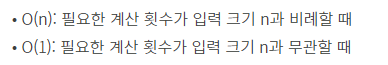 • O(n): 필요한 계산 횟수가 입력 크기 n과 비례할 때
• O(1): 필요한 계산 횟수가 입력 크기 n과 무관할 때